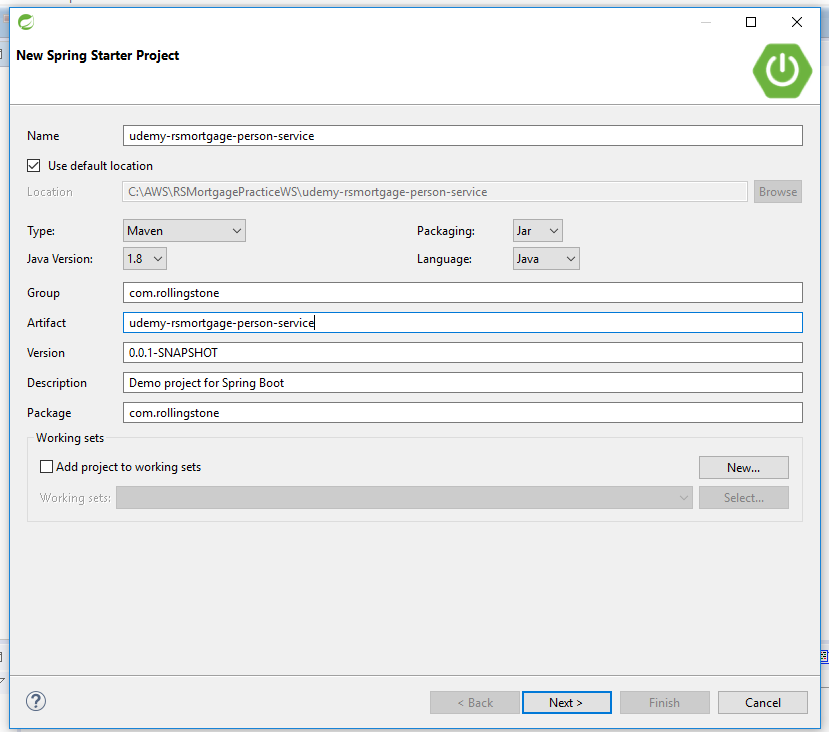 New Spring Starter Project
Name udemy-rsmortgage-person-service
Use default location
Location C:\AWS\RSMortgagePracticeWS\udemy-rsmortgage-person-service Browse
Type: Maven Packaging: Jar
Java Version: 1.8 Language: Java
Group com.rollingstone
Artifact udemy-rsmortgage-person-service
Version 0.0.1-SNAPSHOT
Description Demo project for Spring Boot
Package com.rollingstone
Working sets
Add project to working sets New...
Working sets: Select...
< Back Next > Finish Cancel